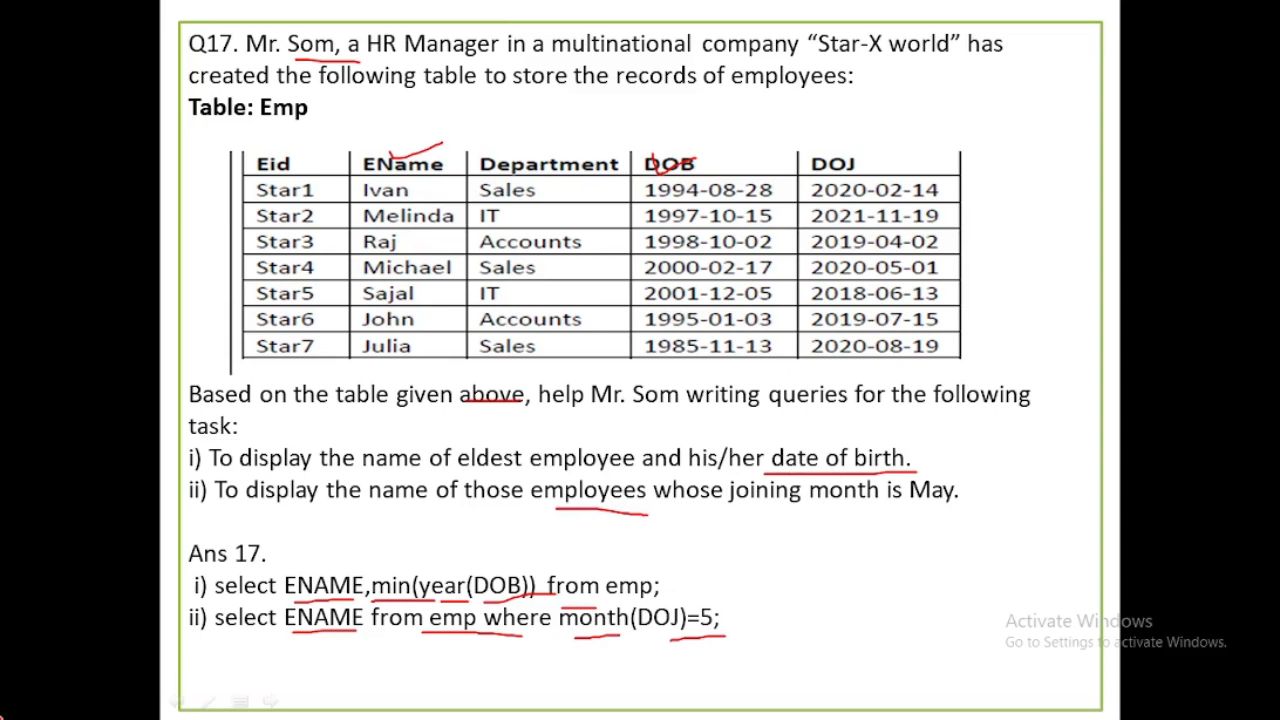 Q17. Mr. Som, a HR Manager in a multinational company “Star-X world” has
created the following table to store the records of employees:
Table: Emp
Eid EName Department DOB DOJ
Star1 Ivan Sales 1994-08-28 2020-02-14
Star2 Melinda IT 1997-10-15 2021-11-19
Star3 Raj Accounts 1998-10-02 2019-04-02
Star4 Michael Sales 2000-02-17 2020-05-01
Star5 Sajal IT 2001-12-05 2018-06-13
Star6 John Accounts 1995-01-03 2019-07-15
Star7 Julia Sales 1985-11-13 2020-08-19
Based on the table given above, help Mr. Som writing queries for the following
task:
i) To display the name of eldest employee and his/her date of birth.
ii) To display the name of those employees whose joining month is May.
Ans 17.
i) select ENAME,min(year(DOB)) from emp;
ii) select ENAME from emp where month(DOJ)=5;
Activate Windows
Go to Settings to activate Windows.